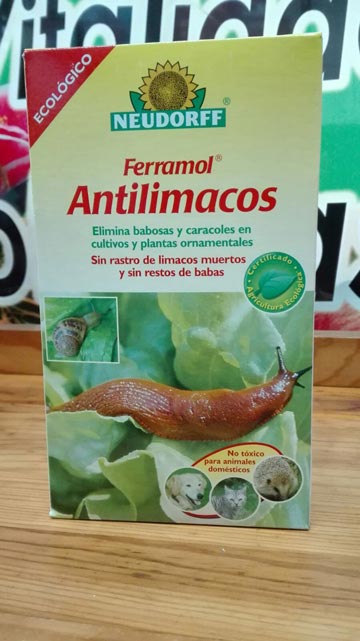 vitalidad
ECOLÓGICO
NEUDORFF®
Ferramol®
Antilimacos
Elimina babosas y caracoles en
cultivos y plantas ornamentales
Sin rastro de limacos muertos
y sin restos de babas
Certificado
Agricultura Ecológica
No tóxico
para animales
domésticos